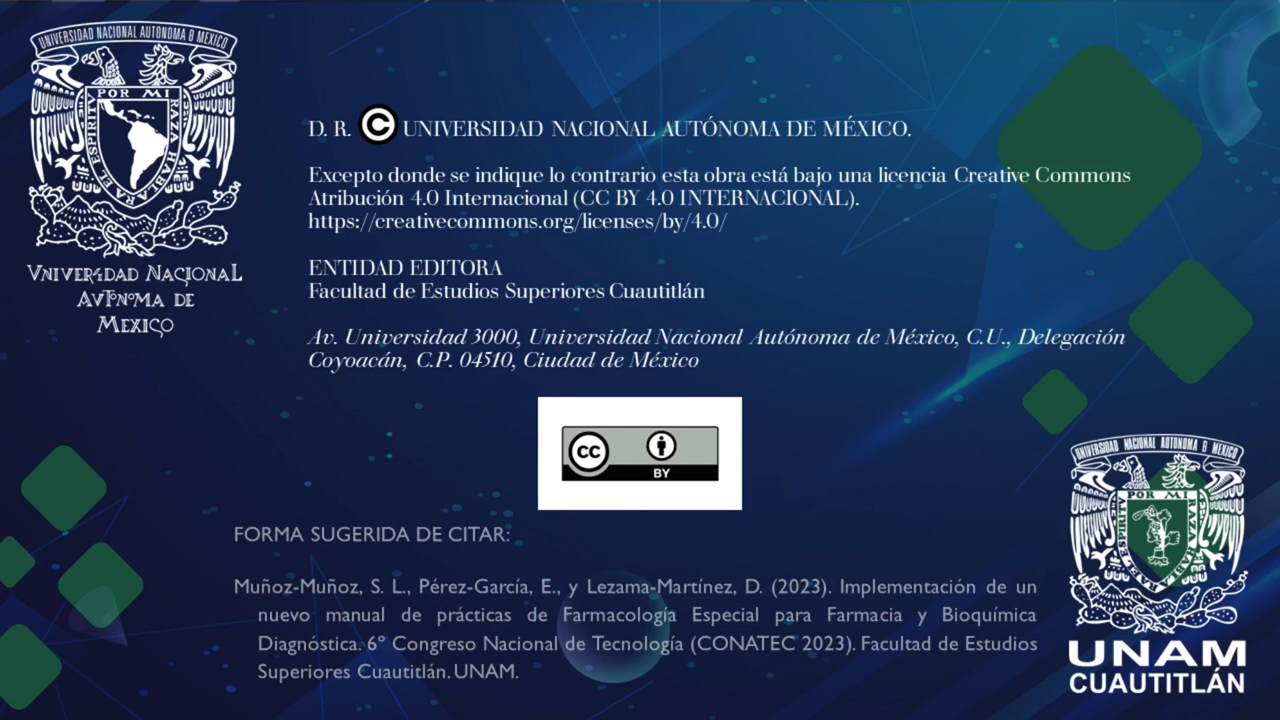 UNIVERSIDAD NACIONAL AUTONOMA D MEXICO
POR MI RAZA HABLARA EL ESPIRITU
VNIVERSDAD NACIONAL
AVTNOMA DE
MEXICO
D. R. © UNIVERSIDAD NACIONAL AUTÓNOMA DE MÉXICO.
Excepto donde se indique lo contrario esta obra está bajo una licencia Creative Commons
Atribución 4.0 Internacional (CC BY 4.0 INTERNACIONAL).
https://creativecommons.org/licenses/by/4.0/
ENTIDAD EDITORA
Facultad de Estudios Superiores Cuautitlán
Av. Universidad 3000, Universidad Nacional Autónoma de México, C.U., Delegación
Coyoacán, C.P. 04510, Ciudad de México
CC
BY
FORMA SUGERIDA DE CITAR:
Muñoz-Muñoz, S. L., Pérez-García, E., y Lezama-Martínez, D. (2023). Implementación de un
nuevo manual de prácticas de Farmacología Especial para Farmacia y Bioquímica
Diagnóstica. 6º Congreso Nacional de Tecnología (CONATEC 2023). Facultad de Estudios
Superiores Cuautitlán. UNAM.
UNIVERSIDAD NACIONAL AUTONOMA D MEXICO
POR MI RAZA
ESPIRITU
UNAM
CUAUTITLÁN